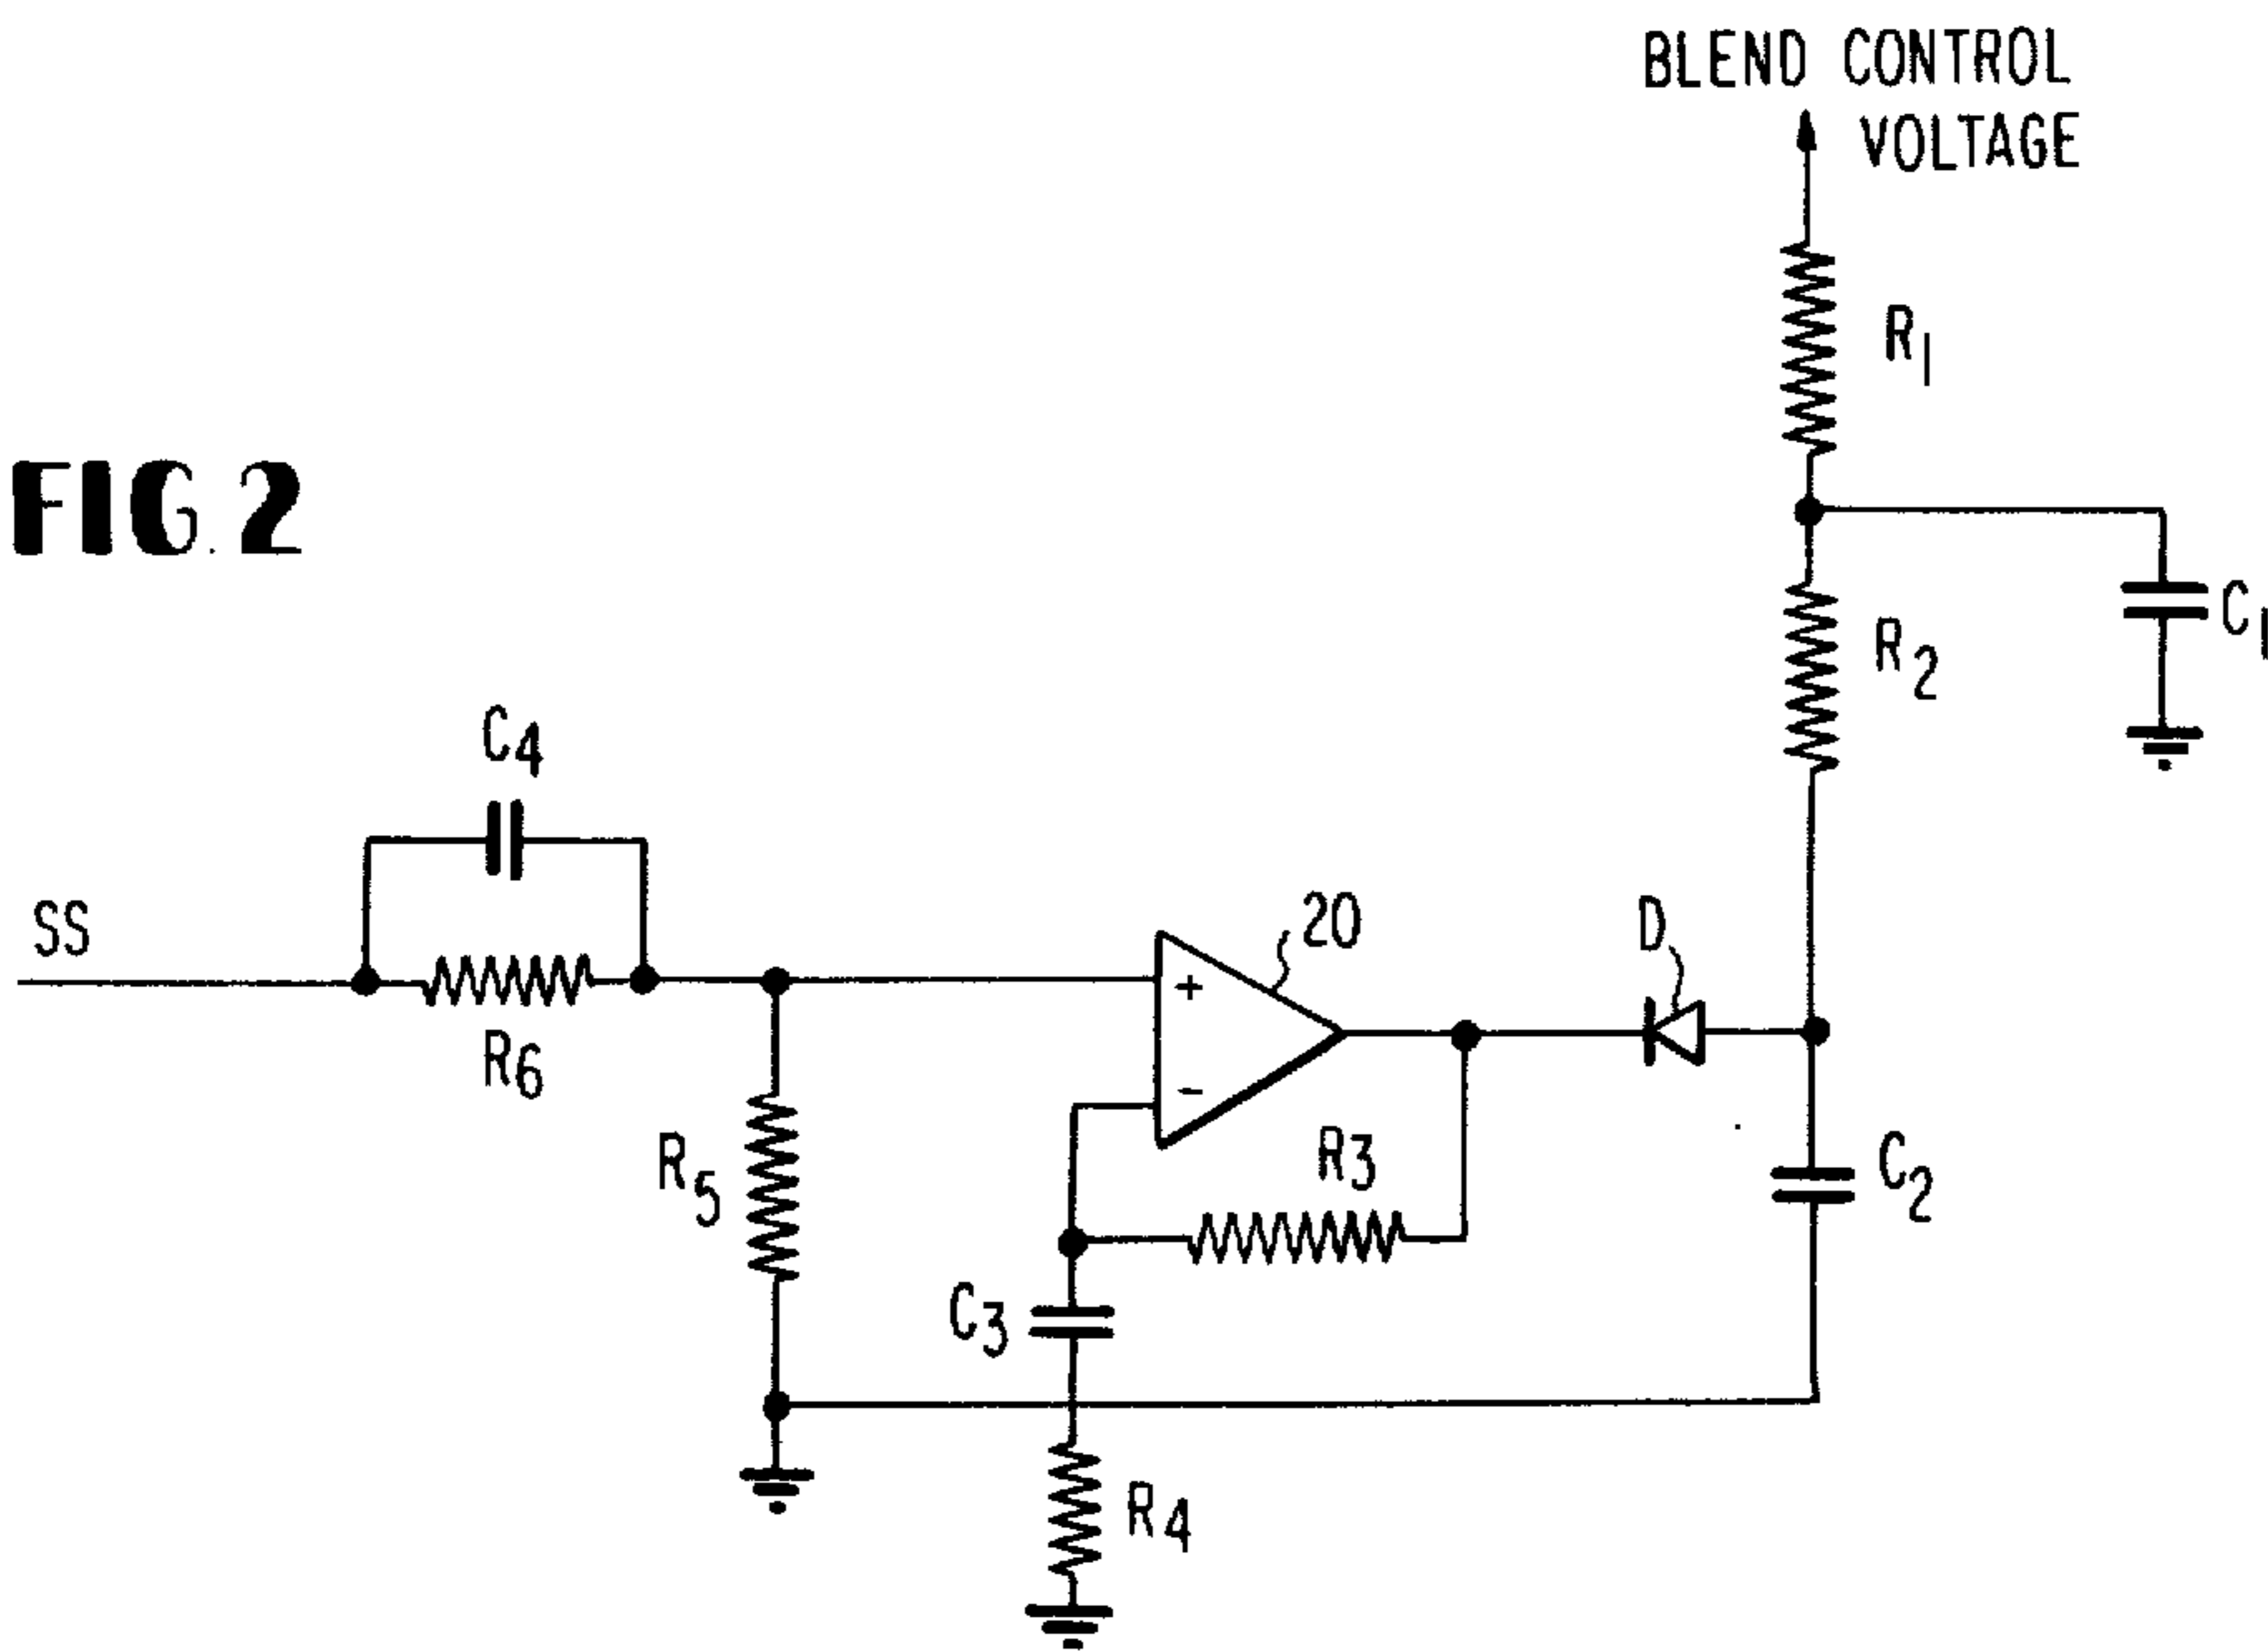 BLEND CONTROL
VOLTAGE
R1
FIG. 2
R2
C1
C4
SS
20
D
R6
+
-
R5
R3
C2
C3
R4